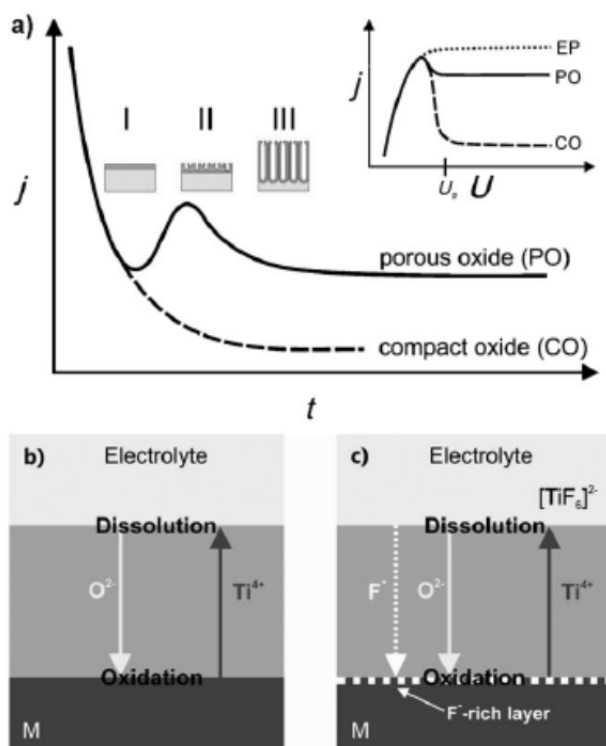 a)
I II III
j
t
porous oxide (PO)
compact oxide (CO)
j
EP
PO
CO
U
b)
Electrolyte
Dissolution
O²⁻
Ti⁴⁺
Oxidation
M
c)
Electrolyte
[TiF₆]²⁻
Dissolution
F⁻
O²⁻
Ti⁴⁺
Oxidation
F⁻-rich layer
M